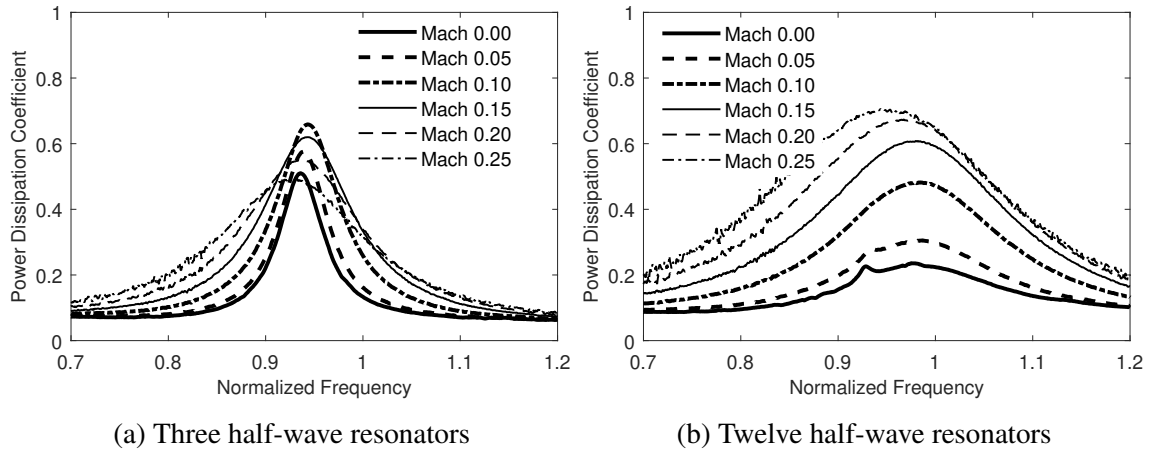 Power Dissipation Coefficient
1
0.8
0.6
0.4
0.2
0
Mach 0.00
Mach 0.05
Mach 0.10
Mach 0.15
Mach 0.20
Mach 0.25
0.7 0.8 0.9 1 1.1 1.2
Normalized Frequency
(a) Three half-wave resonators
Power Dissipation Coefficient
1
0.8
0.6
0.4
0.2
0
Mach 0.00
Mach 0.05
Mach 0.10
Mach 0.15
Mach 0.20
Mach 0.25
0.7 0.8 0.9 1 1.1 1.2
Normalized Frequency
(b) Twelve half-wave resonators